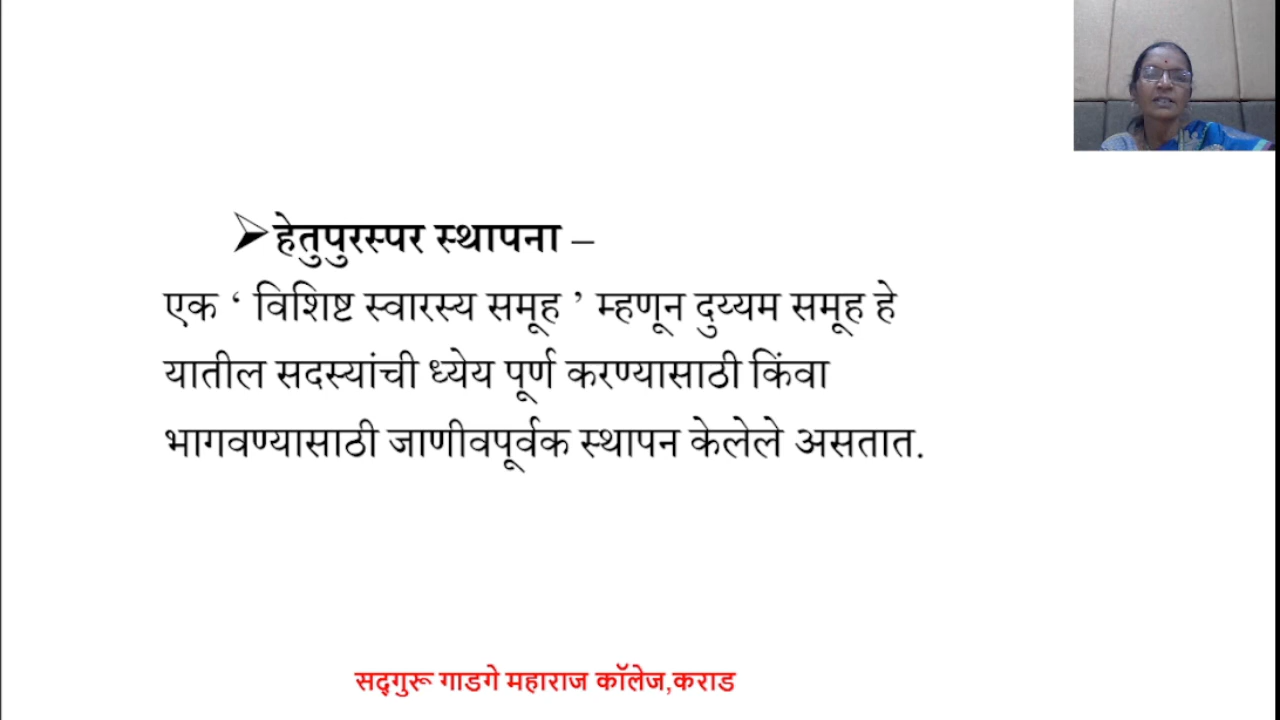 ➢हेतुपुरस्पर स्थापना –
एक ‘ विशिष्ट स्वारस्य समूह ’ म्हणून दुय्यम समूह हे
यातील सदस्यांची ध्येय पूर्ण करण्यासाठी किंवा
भागवण्यासाठी जाणीवपूर्वक स्थापन केलेले असतात.
सद्‌गुरू गाडगे महाराज कॉलेज,कराड